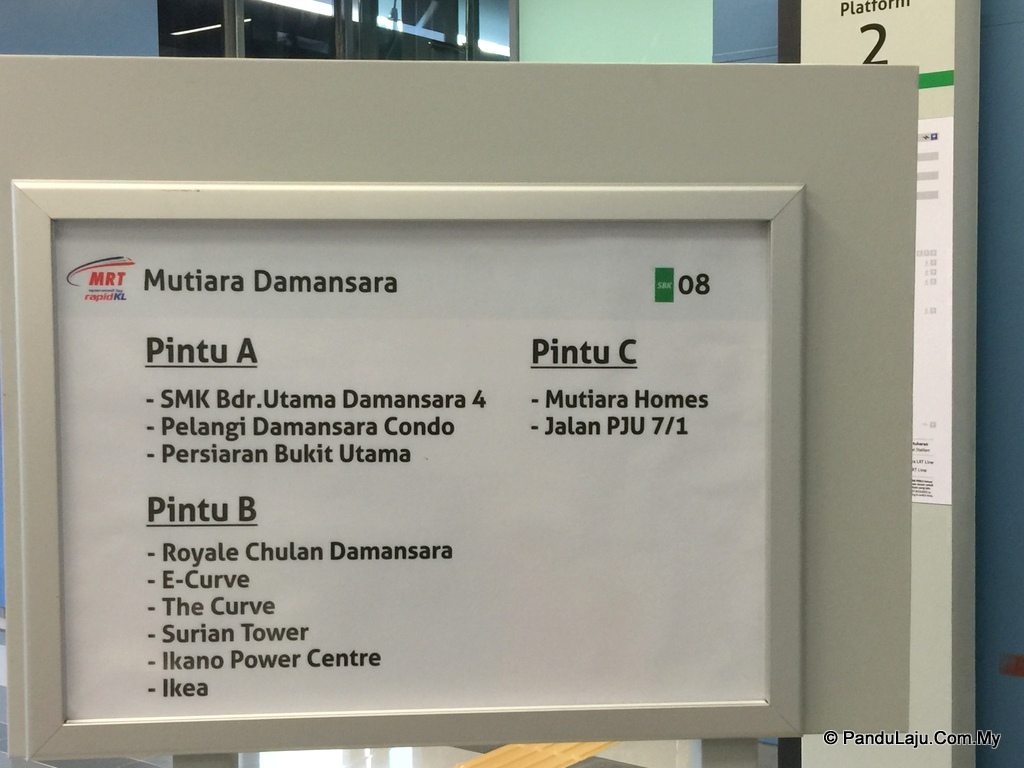 Platform
2
MRT
rapidKL
Mutiara Damansara
SBK 08
Pintu A
- SMK Bdr.Utama Damansara 4
- Pelangi Damansara Condo
- Persiaran Bukit Utama
Pintu B
- Royale Chulan Damansara
- E-Curve
- The Curve
- Surian Tower
- Ikano Power Centre
- Ikea
Pintu C
- Mutiara Homes
- Jalan PJU 7/1
© PanduLaju.Com.My